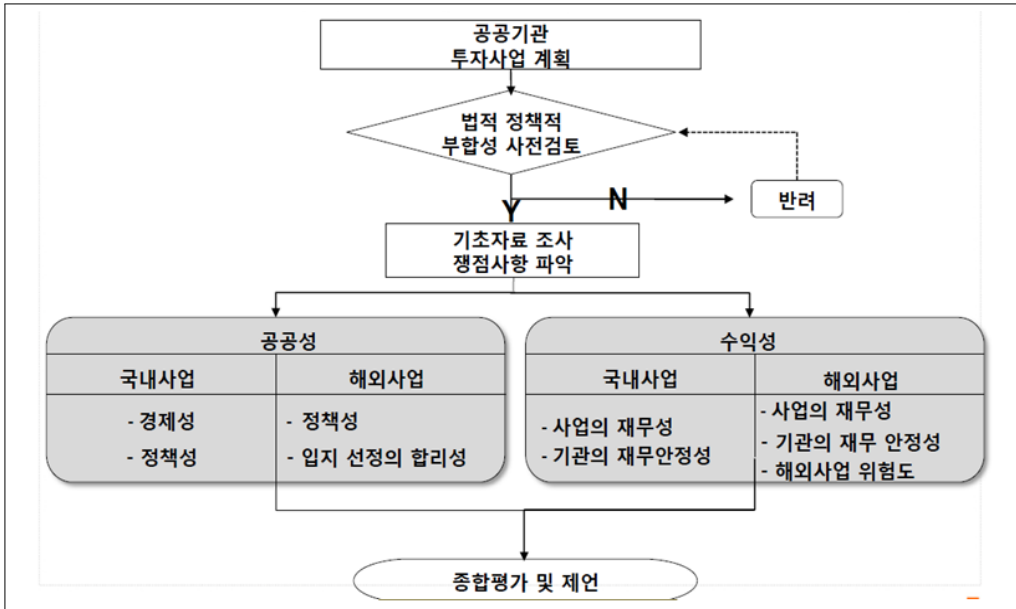 공공기관
투자사업 계획
법적 정책적
부합성 사전검토
N
반려
Y
기초자료 조사
쟁점사항 파악
공공성
국내사업
해외사업
- 경제성
- 정책성
- 정책성
- 입지 선정의 합리성
수익성
국내사업
해외사업
- 사업의 재무성
- 기관의 재무안정성
- 사업의 재무성
- 기관의 재무 안정성
- 해외사업 위험도
종합평가 및 제언